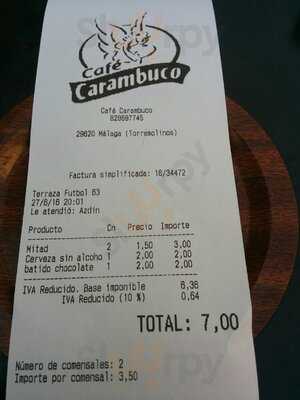 Café
Carambuco
Café Carambuco
29620 Málaga (Torremolinos)
Factura simplificada: 16/34472
Terraza Futbol 63
27/6/16 20:01
Le atendió: Azdin
Producto Cn Precio Importe
Mitad 2 1,50 3,00
Cerveza sin alcoho 1 2,00 2,00
batido chocolate 1 2,00 2,00
IVA Reducido. Base imponible 6,36
IVA Reducido (10 %) 0,64
TOTAL: 7,00
Número de comensales: 2
Importe por comensal: 3,50